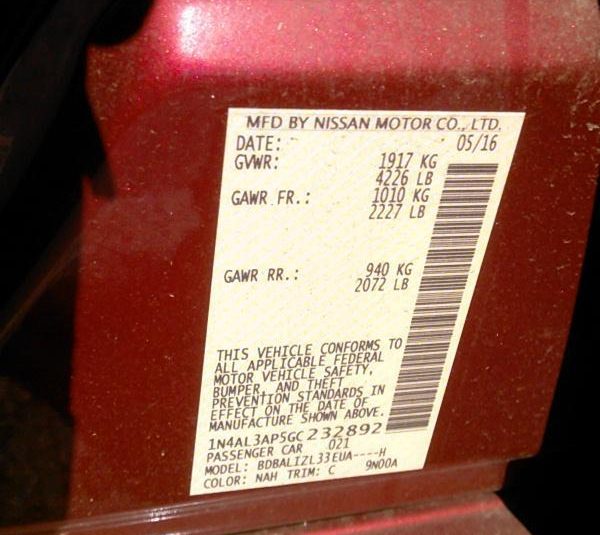 MFD BY NISSAN MOTOR CO., LTD.
DATE: 05/16
GVWR: 1917 KG
4226 LB
GAWR FR.: 1010 KG
2227 LB
GAWR RR.: 940 KG
2072 LB
THIS VEHICLE CONFORMS TO
ALL APPLICABLE FEDERAL
MOTOR VEHICLE SAFETY,
BUMPER, AND THEFT
PREVENTION STANDARDS IN
EFFECT ON THE DATE OF
MANUFACTURE SHOWN ABOVE.
1N4AL3AP5GC232892
PASSENGER CAR 021
MODEL: BDBALIZL33EUA----H
COLOR: NAH TRIM: C 9N00A